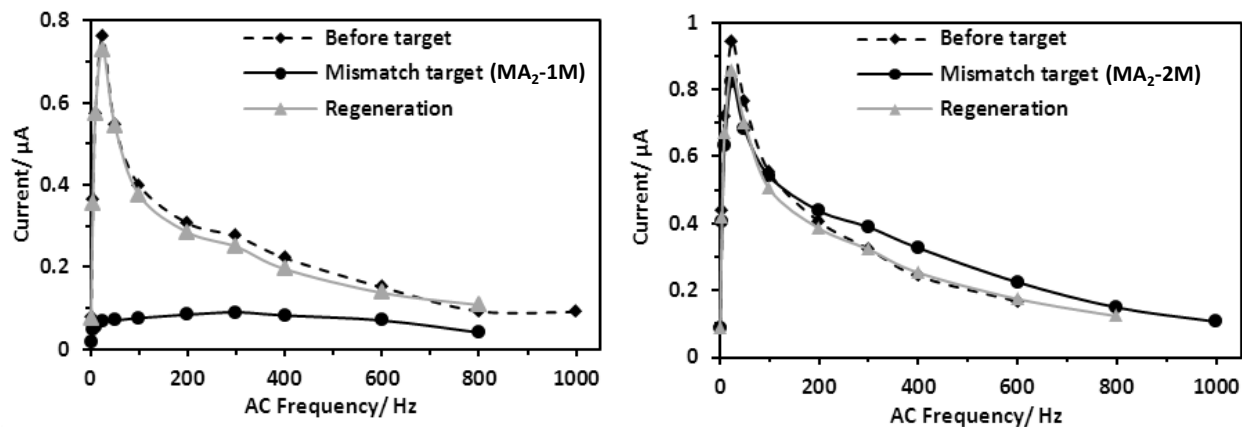 0.8
0.6
0.4
0.2
0
Current/ µA
Before target
Mismatch target (MA₂-1M)
Regeneration
0 200 400 600 800 1000
AC Frequency/ Hz
1
0.8
0.6
0.4
0.2
0
Current/ µA
Before target
Mismatch target (MA₂-2M)
Regeneration
0 200 400 600 800 1000
AC Frequency/ Hz